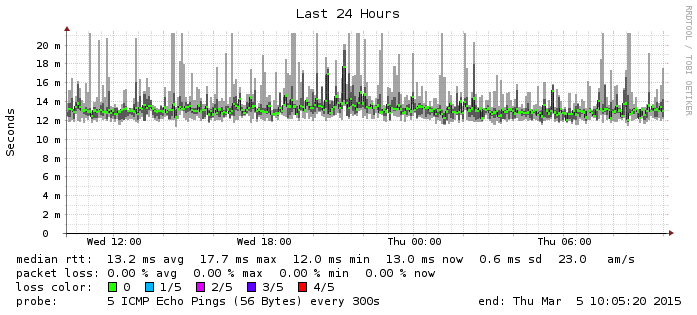 Last 24 Hours
RRDTOOL / TOBI OETIKER
Seconds
20 m
18 m
16 m
14 m
12 m
10 m
8 m
6 m
4 m
2 m
0
Wed 12:00 Wed 18:00 Thu 00:00 Thu 06:00
median rtt: 13.2 ms avg 17.7 ms max 12.0 ms min 13.0 ms now 0.6 ms sd 23.0 am/s
packet loss: 0.00 % avg 0.00 % max 0.00 % min 0.00 % now
loss color: 0 1/5 2/5 3/5 4/5
probe: 5 ICMP Echo Pings (56 Bytes) every 300s end: Thu Mar 5 10:05:20 2015